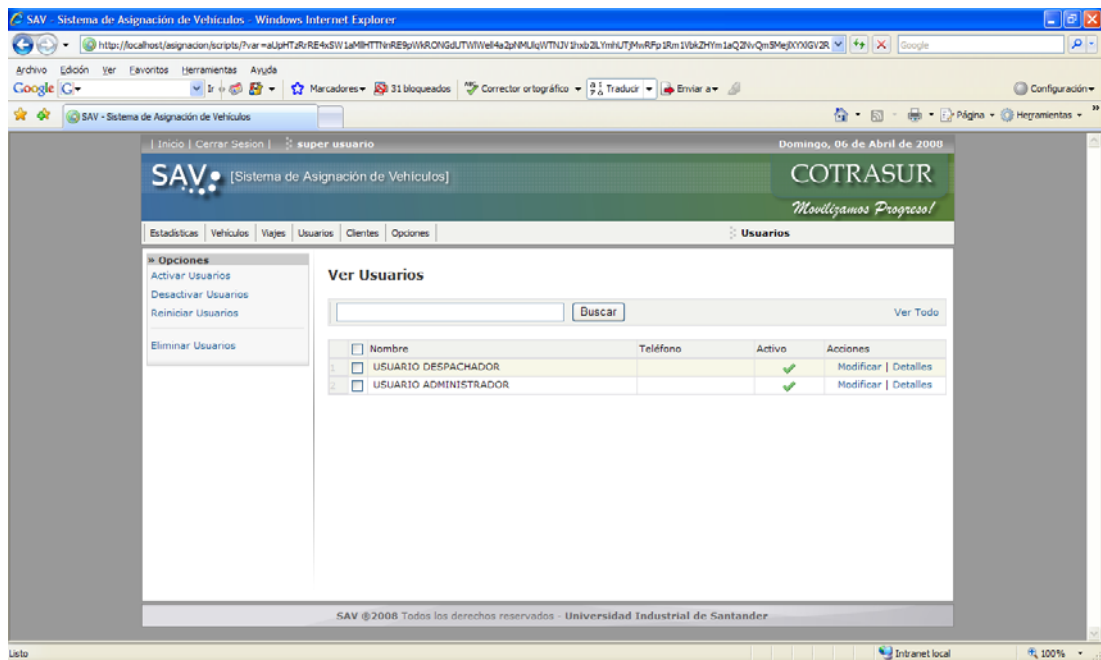 SAV - Sistema de Asignación de Vehículos - Windows Internet Explorer
Google
Archivo Edición Ver Favoritos Herramientas Ayuda
Google G Ir Marcadores 31 bloqueados Corrector ortográfico Traducir Enviar a Configuración
SAV - Sistema de Asignación de Vehículos Página Herramientas »
| Inicio | Cerrar Sesion | super usuario Domingo, 06 de Abril de 2008
SAV [Sistema de Asignación de Vehículos] COTRASUR
Movilizamos Progreso!
Estadísticas Vehículos Viajes Usuarios Clientes Opciones Usuarios
» Opciones
Activar Usuarios
Desactivar Usuarios
Reiniciar Usuarios
Eliminar Usuarios
Ver Usuarios
Buscar Ver Todo
Nombre Teléfono Activo Acciones
1 USUARIO DESPACHADOR Modificar | Detalles
2 USUARIO ADMINISTRADOR Modificar | Detalles
SAV ®2008 Todos los derechos reservados - Universidad Industrial de Santander
Listo Intranet local 100%